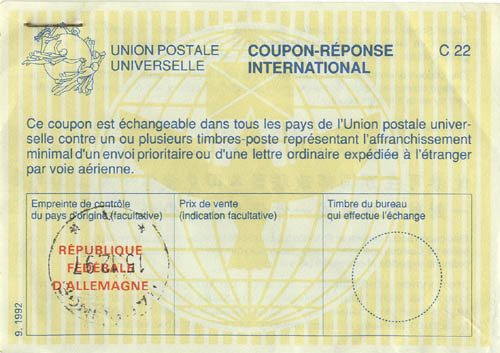 UNION POSTALE
UNIVERSELLE
COUPON-RÉPONSE
INTERNATIONAL
C 22
Ce coupon est échangeable dans tous les pays de l'Union postale univer-
selle contre un ou plusieurs timbres-poste représentant l'affranchissement
minimal d'un envoi prioritaire ou d'une lettre ordinaire expédiée à l'étranger
par voie aérienne.
Empreinte de contrôle
du pays d'origine (facultative)
Prix de vente
(indication facultative)
Timbre du bureau
qui effectue l'échange
RÉPUBLIQUE
FÉDÉRALE
D'ALLEMAGNE
9. 1992